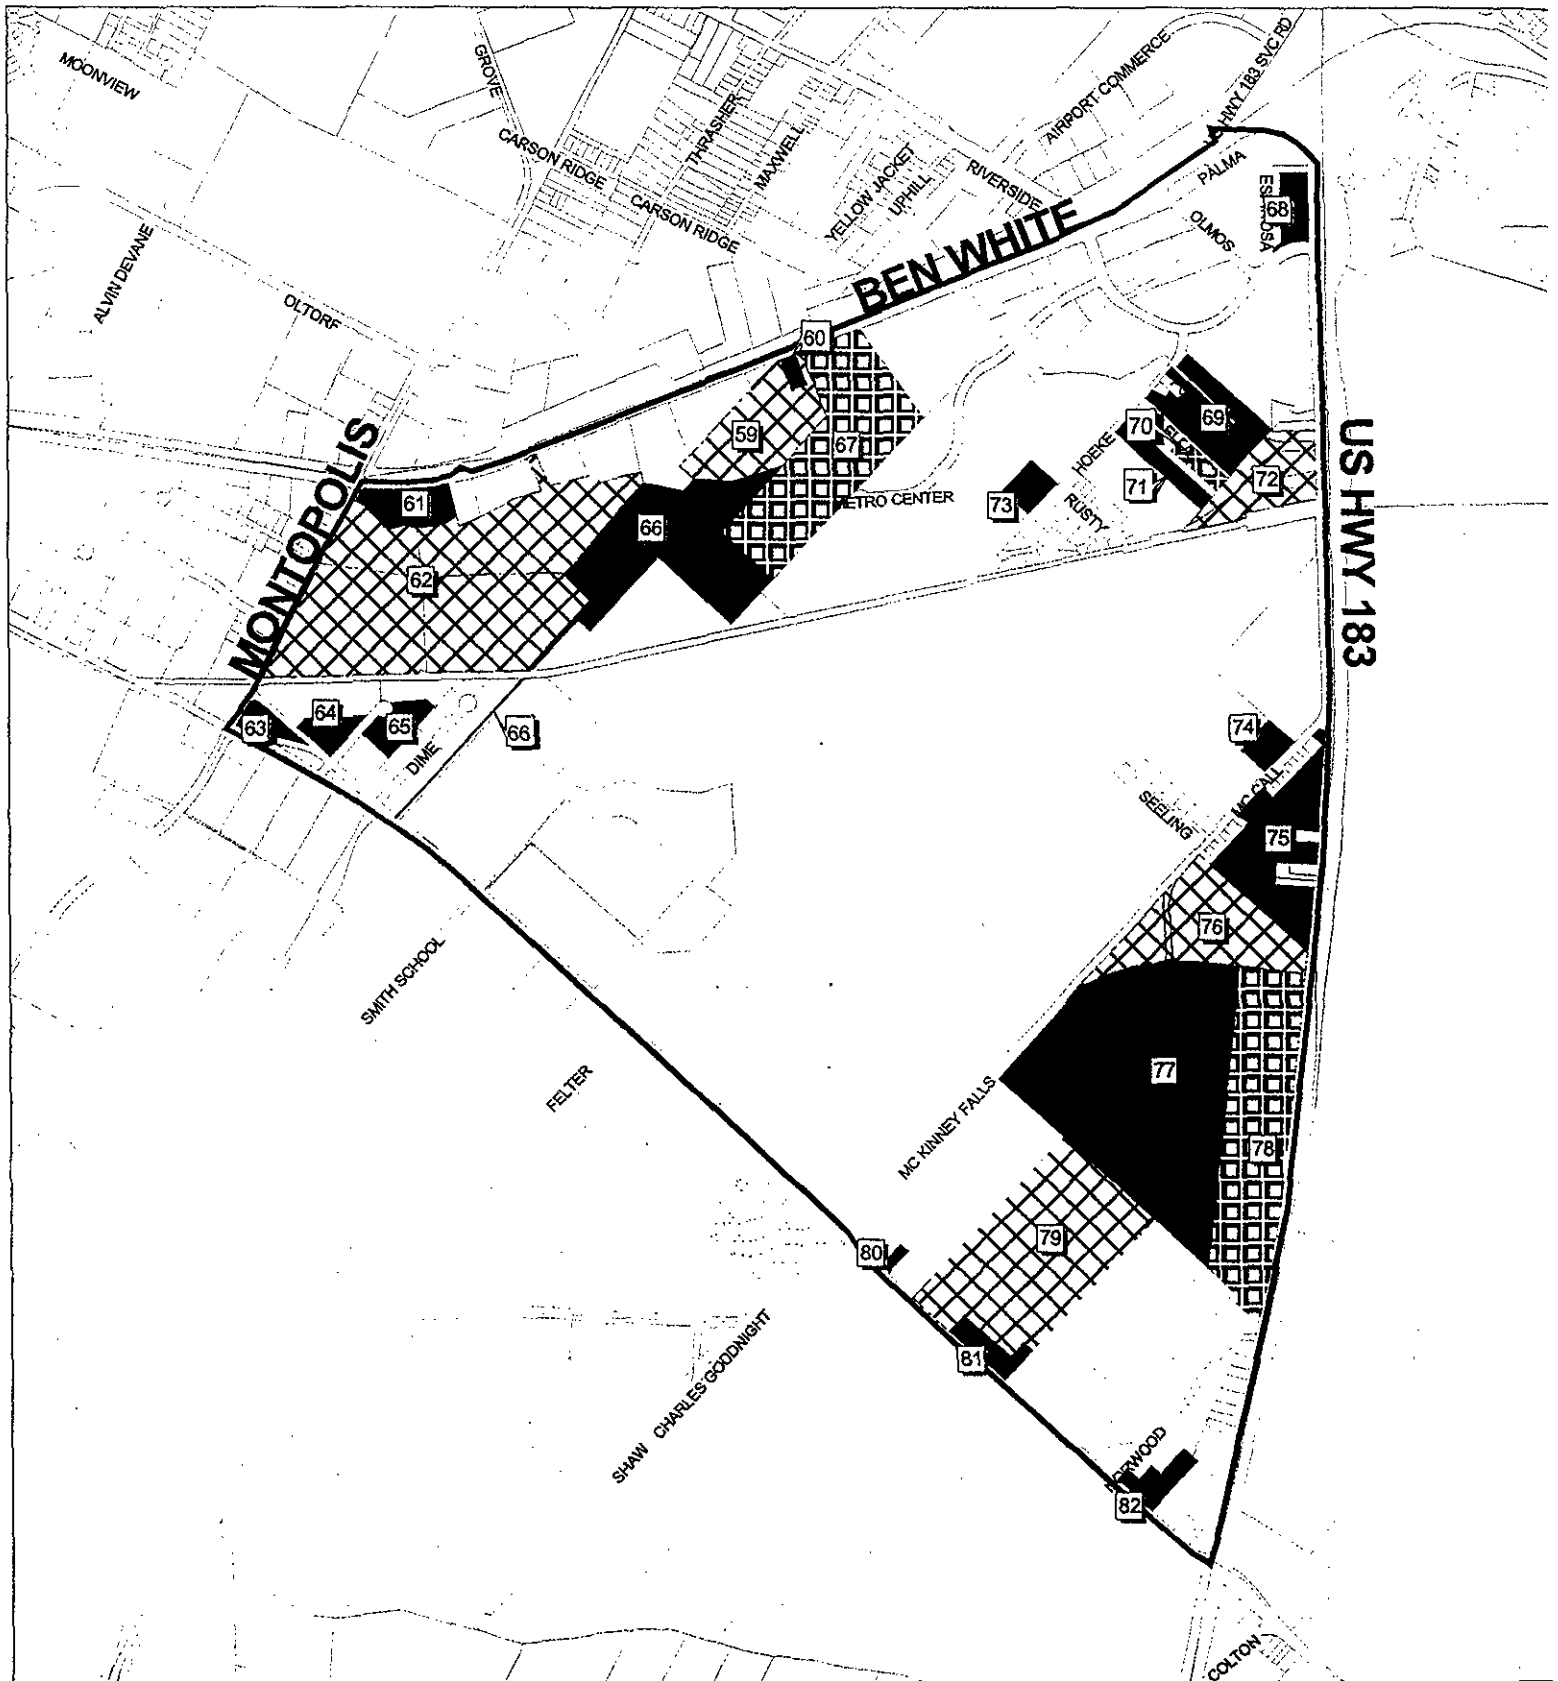 MOONVIEW
GROVE
AIRPORT COMMERCE
HWY 183 SVC RD
CARSON RIDGE
THRASHER
MAXWELL
YELLOW JACKET
UPHILL
RIVERSIDE
PALMA
CARSON RIDGE
68
OLMOS
ALVIN DEVANE
OLTORF
BEN WHITE
60
59
67
70
69
HOEKE
72
71
61
METRO CENTER
73
RUSTY
66
US HWY 183
MONTOPOLIS
62
63
64
65
66
DIME
74
MC CALL
SEELING
75
76
SMITH SCHOOL
77
FELTER
MC KINNEY FALLS
78
79
80
81
SHAW
CHARLES GOODNIGHT
NORWOOD
82
COLTON